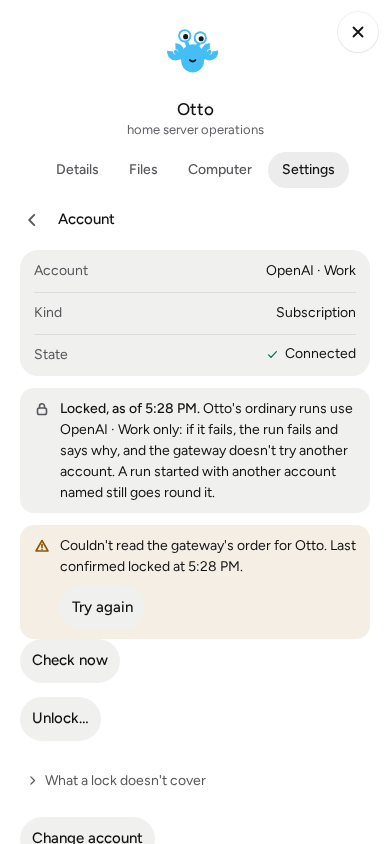 Otto
home server operations
Details Files Computer Settings
Account
Account OpenAI · Work
Kind Subscription
State Connected
Locked, as of 5:28 PM. Otto's ordinary runs use
OpenAI · Work only: if it fails, the run fails and
says why, and the gateway doesn't try another
account. A run started with another account
named still goes round it.
Couldn't read the gateway's order for Otto. Last
confirmed locked at 5:28 PM.
Try again
Check now
Unlock...
What a lock doesn't cover
Change account